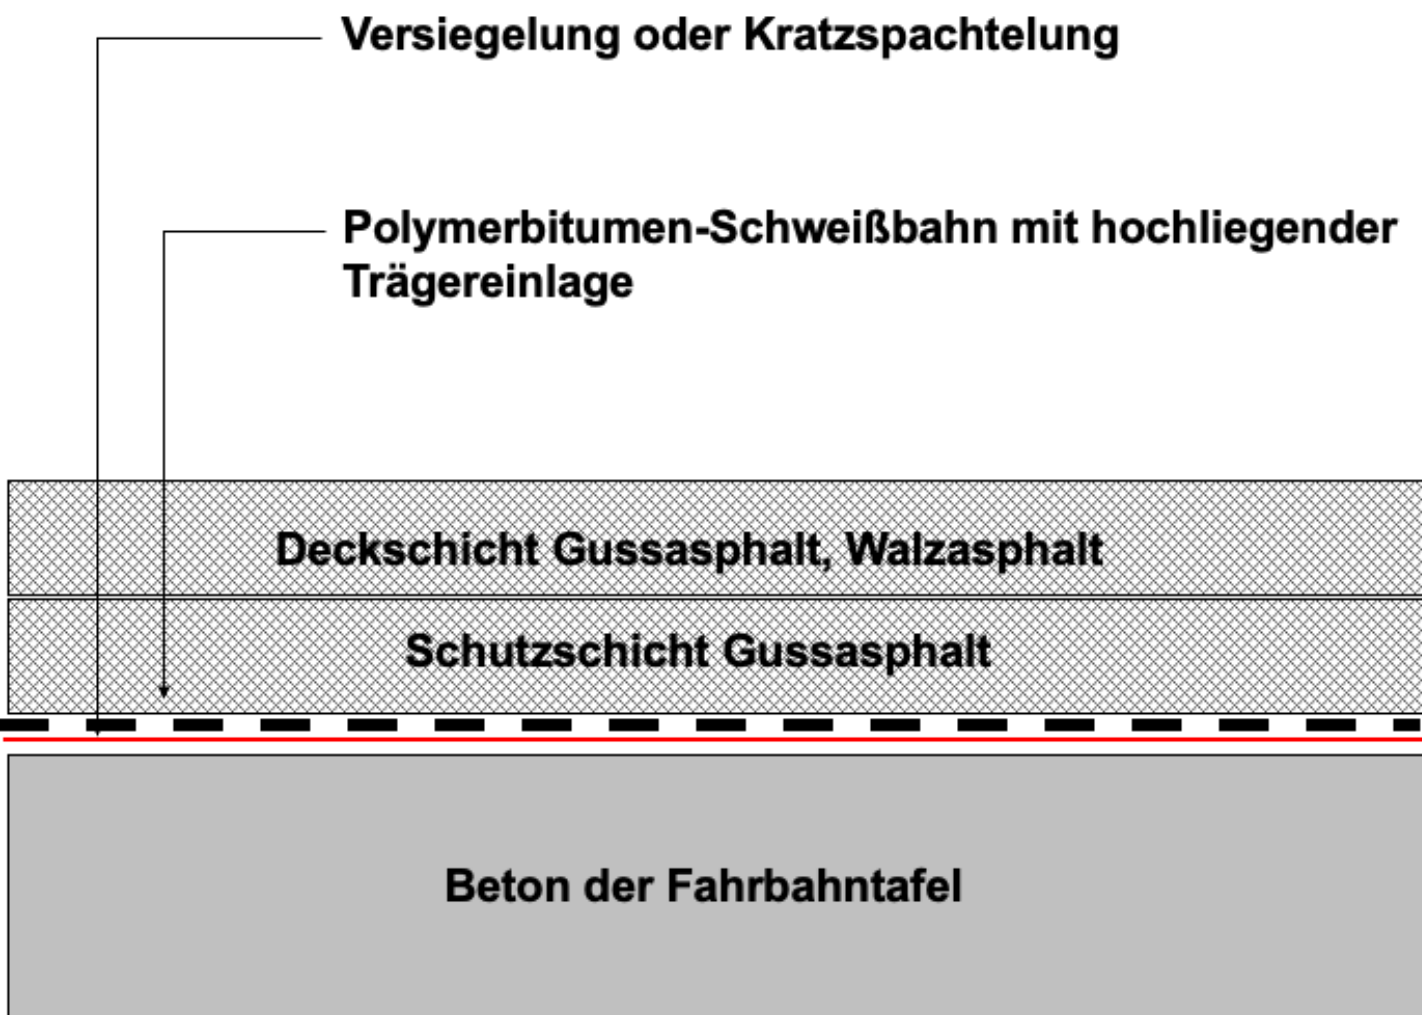 Versiegelung oder Kratzspachtelung
Polymerbitumen-Schweißbahn mit hochliegender
Trägereinlage
Deckschicht Gussasphalt, Walzasphalt
Schutzschicht Gussasphalt
Beton der Fahrbahntafel